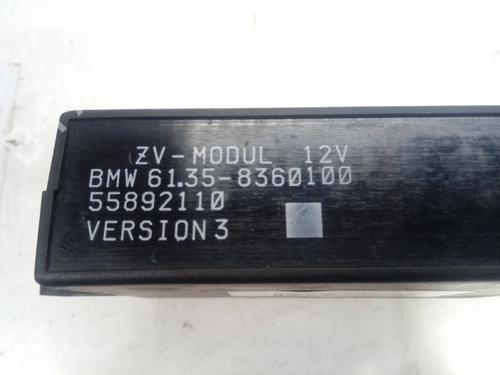 ZV-MODUL 12V
BMW 61.35-8360100
55892110
VERSION 3